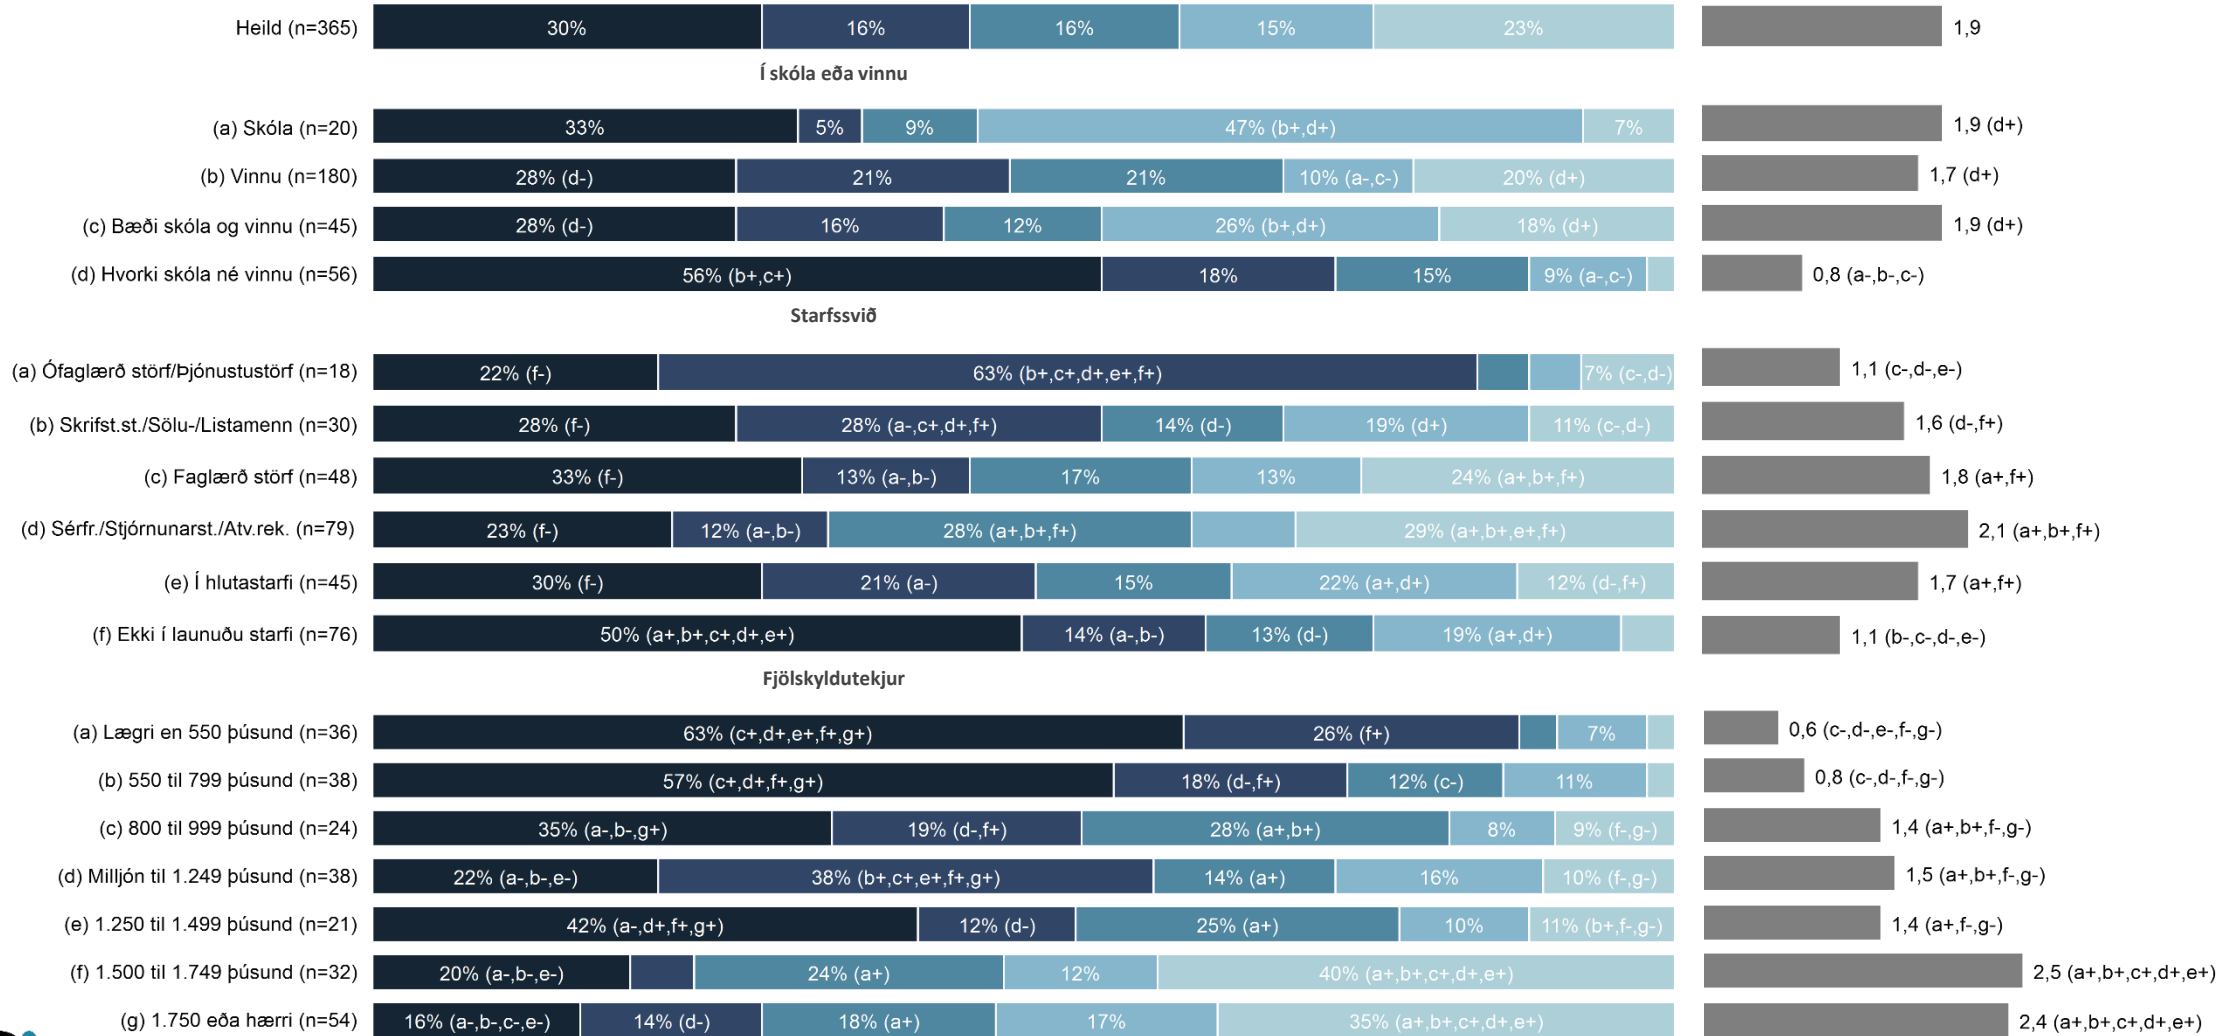 Heild (n=365) 30% 16% 16% 15% 23% 1,9
Í skóla eða vinnu
(a) Skóla (n=20) 33% 5% 9% 47% (b+,d+) 7% 1,9 (d+)
(b) Vinnu (n=180) 28% (d-) 21% 21% 10% (a-,c-) 20% (d+) 1,7 (d+)
(c) Bæði skóla og vinnu (n=45) 28% (d-) 16% 12% 26% (b+,d+) 18% (d+) 1,9 (d+)
(d) Hvorki skóla né vinnu (n=56) 56% (b+,c+) 18% 15% 9% (a-,c-) 0,8 (a-,b-,c-)
Starfssvið
(a) Ófaglærð störf/Þjónustustörf (n=18) 22% (f-) 63% (b+,c+,d+,e+,f+) 7% (c-,d-) 1,1 (c-,d-,e-)
(b) Skrifst.st./Sölu-/Listamenn (n=30) 28% (f-) 28% (a-,c+,d+,f+) 14% (d-) 19% (d+) 11% (c-,d-) 1,6 (d-,f+)
(c) Faglærð störf (n=48) 33% (f-) 13% (a-,b-) 17% 13% 24% (a+,b+,f+) 1,8 (a+,f+)
(d) Sérfr./Stjórnunarst./Atv.rek. (n=79) 23% (f-) 12% (a-,b-) 28% (a+,b+,f+) 29% (a+,b+,e+,f+) 2,1 (a+,b+,f+)
(e) Í hlutastarfi (n=45) 30% (f-) 21% (a-) 15% 22% (a+,d+) 12% (d-,f+) 1,7 (a+,f+)
(f) Ekki í launuðu starfi (n=76) 50% (a+,b+,c+,d+,e+) 14% (a-,b-) 13% (d-) 19% (a+,d+) 1,1 (b-,c-,d-,e-)
Fjölskyldutekjur
(a) Lægri en 550 þúsund (n=36) 63% (c+,d+,e+,f+,g+) 26% (f+) 7% 0,6 (c-,d-,e-,f-,g-)
(b) 550 til 799 þúsund (n=38) 57% (c+,d+,f+,g+) 18% (d-,f+) 12% (c-) 11% 0,8 (c-,d-,f-,g-)
(c) 800 til 999 þúsund (n=24) 35% (a-,b-,g+) 19% (d-,f+) 28% (a+,b+) 8% 9% (f-,g-) 1,4 (a+,b+,f-,g-)
(d) Milljón til 1.249 þúsund (n=38) 22% (a-,b-,e-) 38% (b+,c+,e+,f+,g+) 14% (a+) 16% 10% (f-,g-) 1,5 (a+,b+,f-,g-)
(e) 1.250 til 1.499 þúsund (n=21) 42% (a-,d+,f+,g+) 12% (d-) 25% (a+) 10% 11% (b+,f-,g-) 1,4 (a+,f-,g-)
(f) 1.500 til 1.749 þúsund (n=32) 20% (a-,b-,e-) 24% (a+) 12% 40% (a+,b+,c+,d+,e+) 2,5 (a+,b+,c+,d+,e+)
(g) 1.750 eða hærri (n=54) 16% (a-,b-,c-,e-) 14% (d-) 18% (a+) 17% 35% (a+,b+,c+,d+,e+) 2,4 (a+,b+,c+,d+,e+)